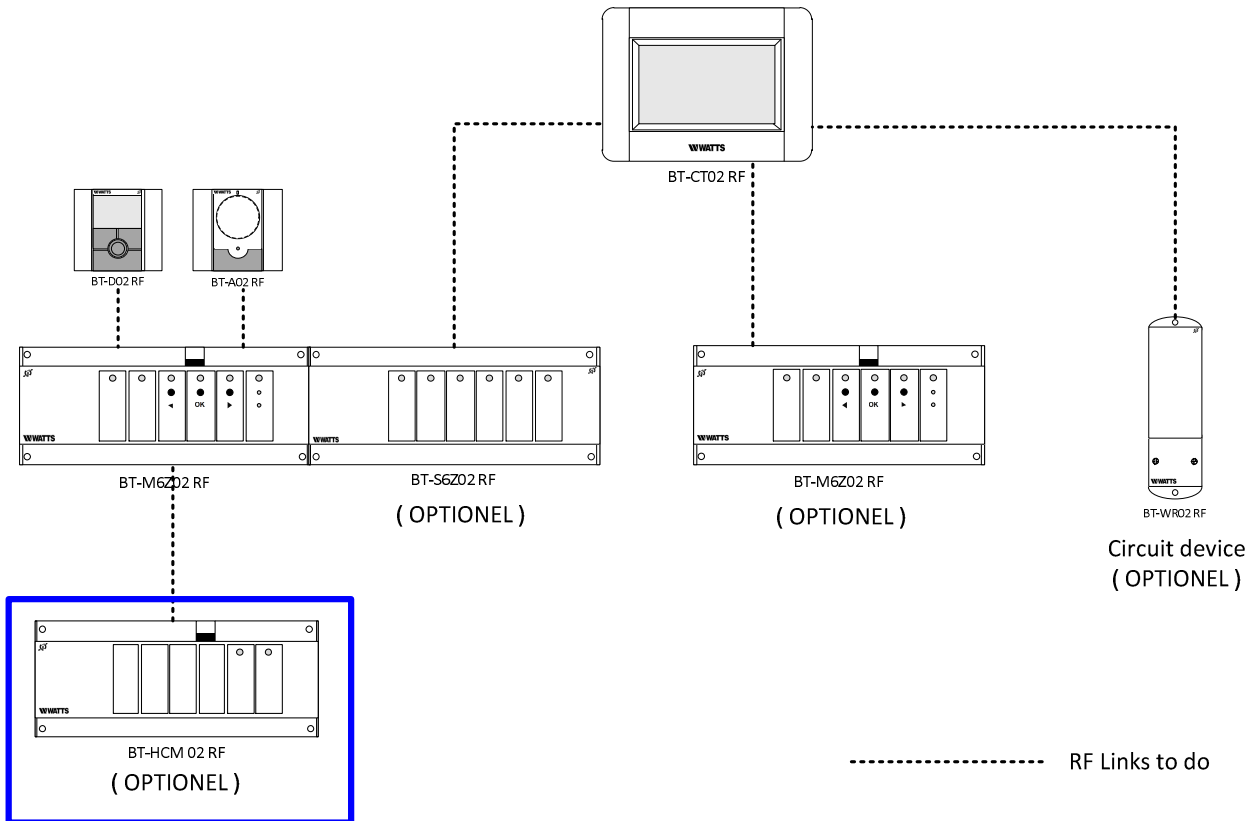 WATTS
BT-CT02 RF
WATTS
WATTS
BT-D02 RF
BT-A02 RF
OK
WATTS
WATTS
BT-M6Z02 RF
BT-S6Z02 RF
( OPTIONEL )
OK
WATTS
BT-M6Z02 RF
( OPTIONEL )
WATTS
BT-WR02 RF
Circuit device
( OPTIONEL )
WATTS
BT-HCM 02 RF
( OPTIONEL )
RF Links to do